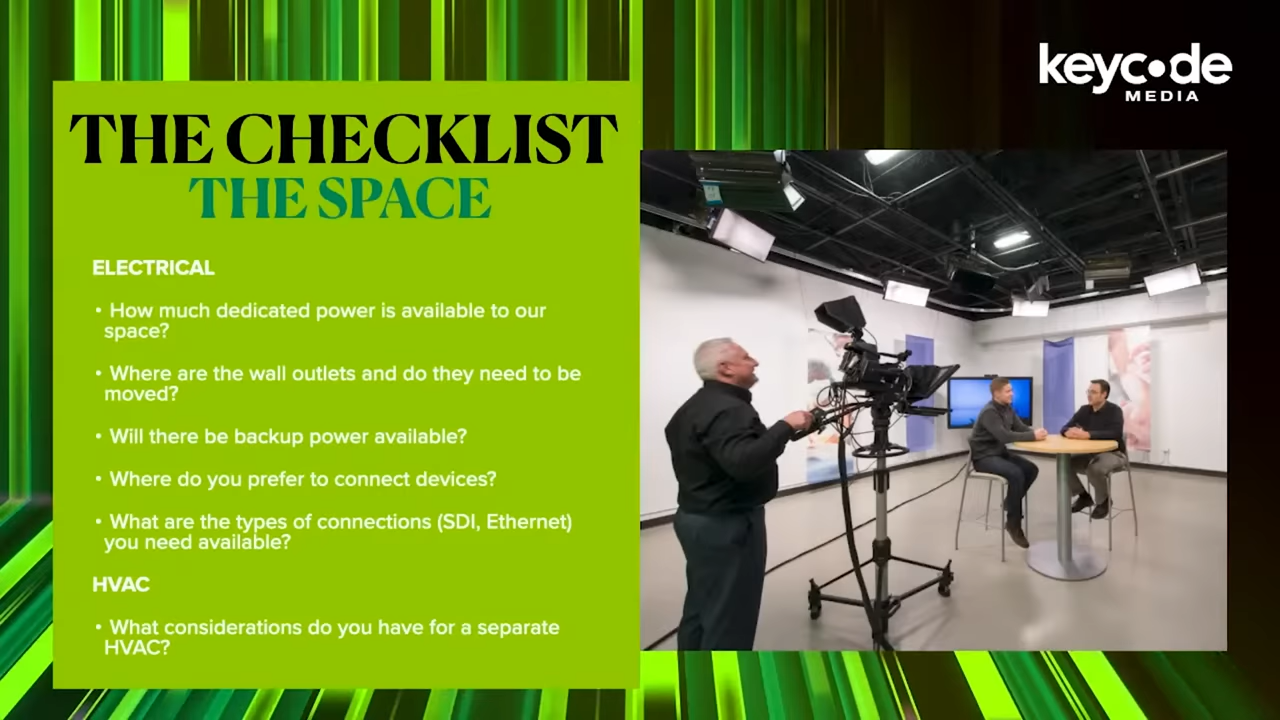 keycode
MEDIA
THE CHECKLIST
THE SPACE
ELECTRICAL
• How much dedicated power is available to our
space?
• Where are the wall outlets and do they need to be
moved?
• Will there be backup power available?
• Where do you prefer to connect devices?
• What are the types of connections (SDI, Ethernet)
you need available?
HVAC
• What considerations do you have for a separate
HVAC?